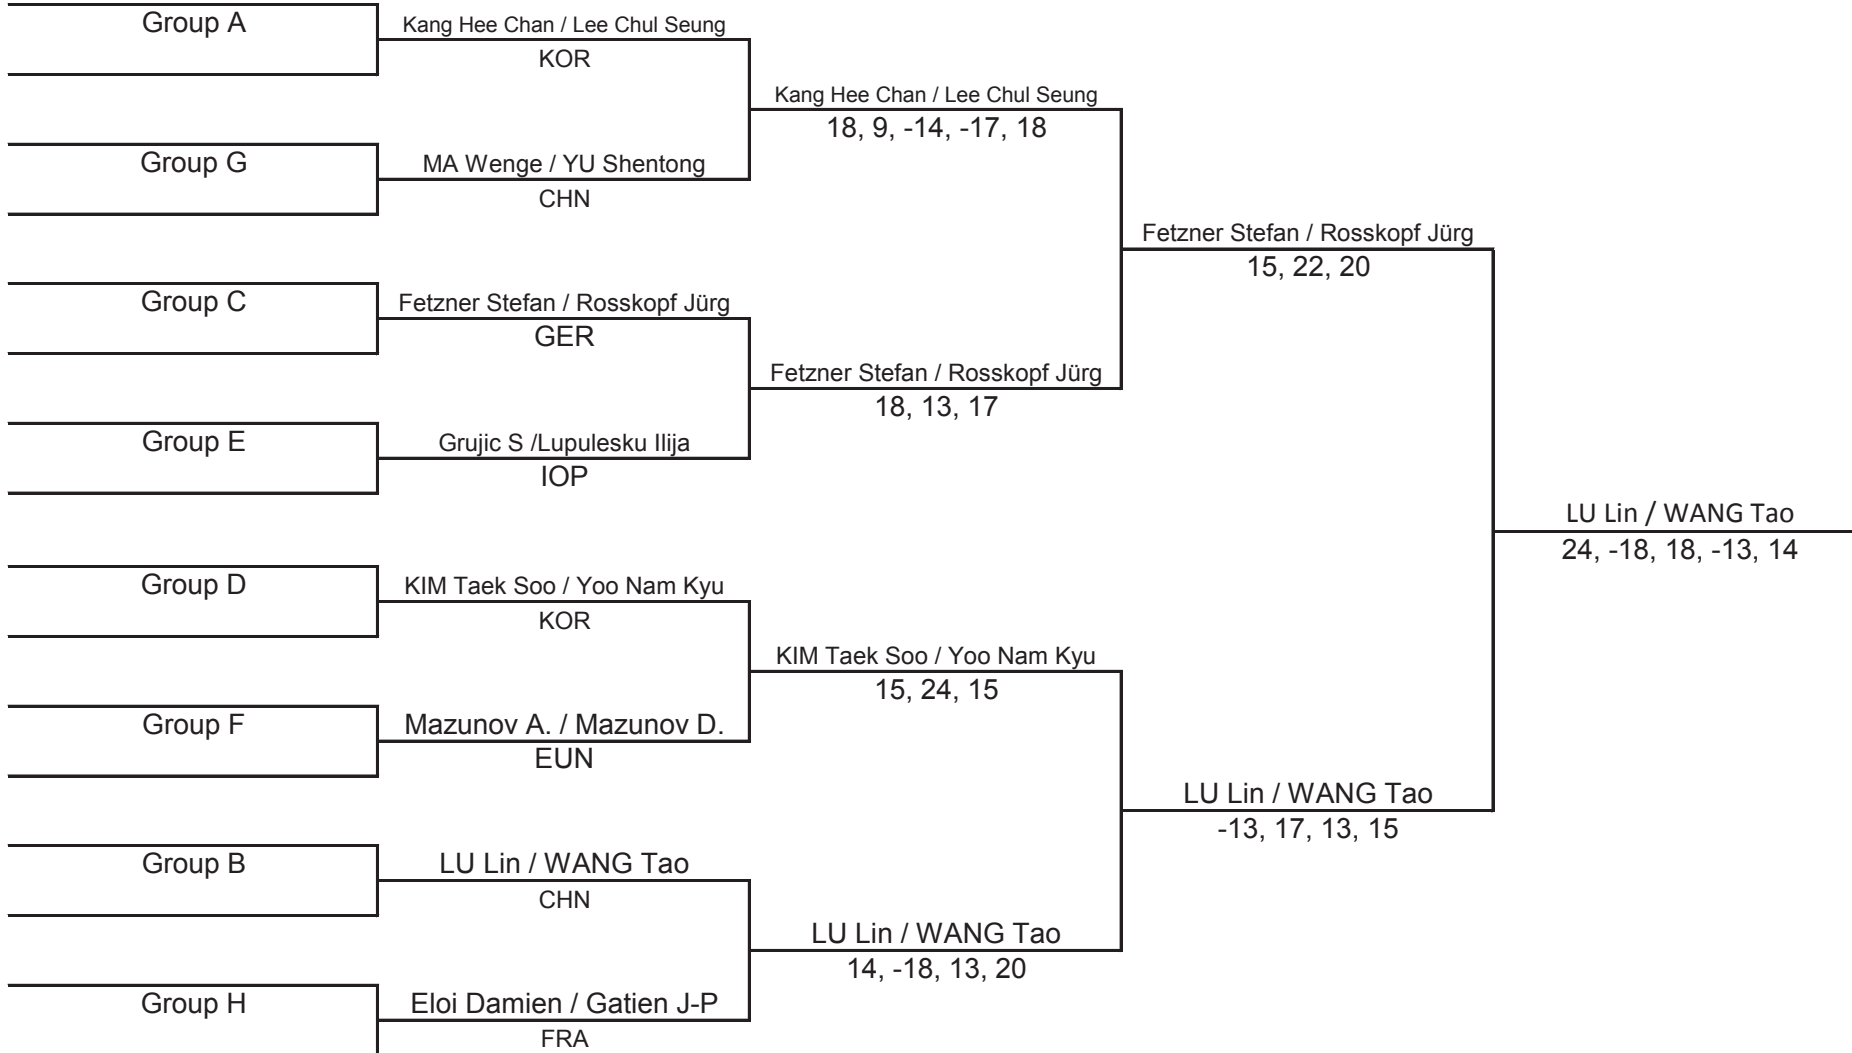 Group A
Kang Hee Chan / Lee Chul Seung
KOR
Kang Hee Chan / Lee Chul Seung
18, 9, -14, -17, 18
Group G
MA Wenge / YU Shentong
CHN
Fetzner Stefan / Rosskopf Jürg
15, 22, 20
Group C
Fetzner Stefan / Rosskopf Jürg
GER
Fetzner Stefan / Rosskopf Jürg
18, 13, 17
Group E
Grujic S /Lupulesku Ilija
IOP
LU Lin / WANG Tao
24, -18, 18, -13, 14
Group D
KIM Taek Soo / Yoo Nam Kyu
KOR
KIM Taek Soo / Yoo Nam Kyu
15, 24, 15
Group F
Mazunov A. / Mazunov D.
EUN
LU Lin / WANG Tao
-13, 17, 13, 15
Group B
LU Lin / WANG Tao
CHN
LU Lin / WANG Tao
14, -18, 13, 20
Group H
Eloi Damien / Gatien J-P
FRA